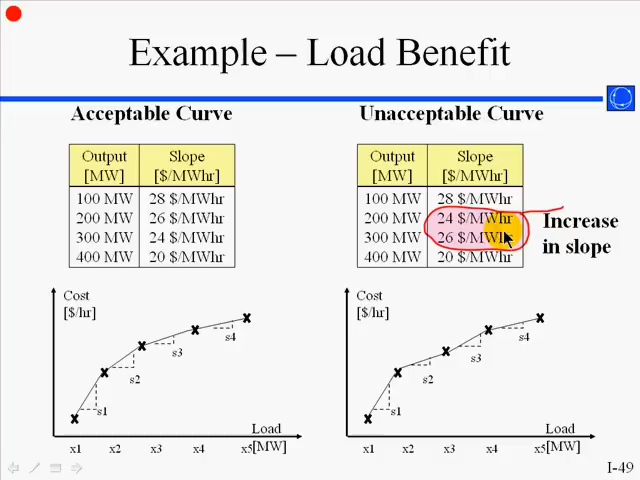 Example – Load Benefit
Acceptable Curve
Output [MW] Slope [$/MWhr]
100 MW 28 $/MWhr
200 MW 26 $/MWhr
300 MW 24 $/MWhr
400 MW 20 $/MWhr
Cost
[$/hr]
s1
s2
s3
s4
Load
[MW]
x1 x2 x3 x4 x5
Unacceptable Curve
Output [MW] Slope [$/MWhr]
100 MW 28 $/MWhr
200 MW 24 $/MWhr
300 MW 26 $/MWhr
400 MW 20 $/MWhr
Increase
in slope
Cost
[$/hr]
s1
s2
s3
s4
Load
[MW]
x1 x2 x3 x4 x5
I-49